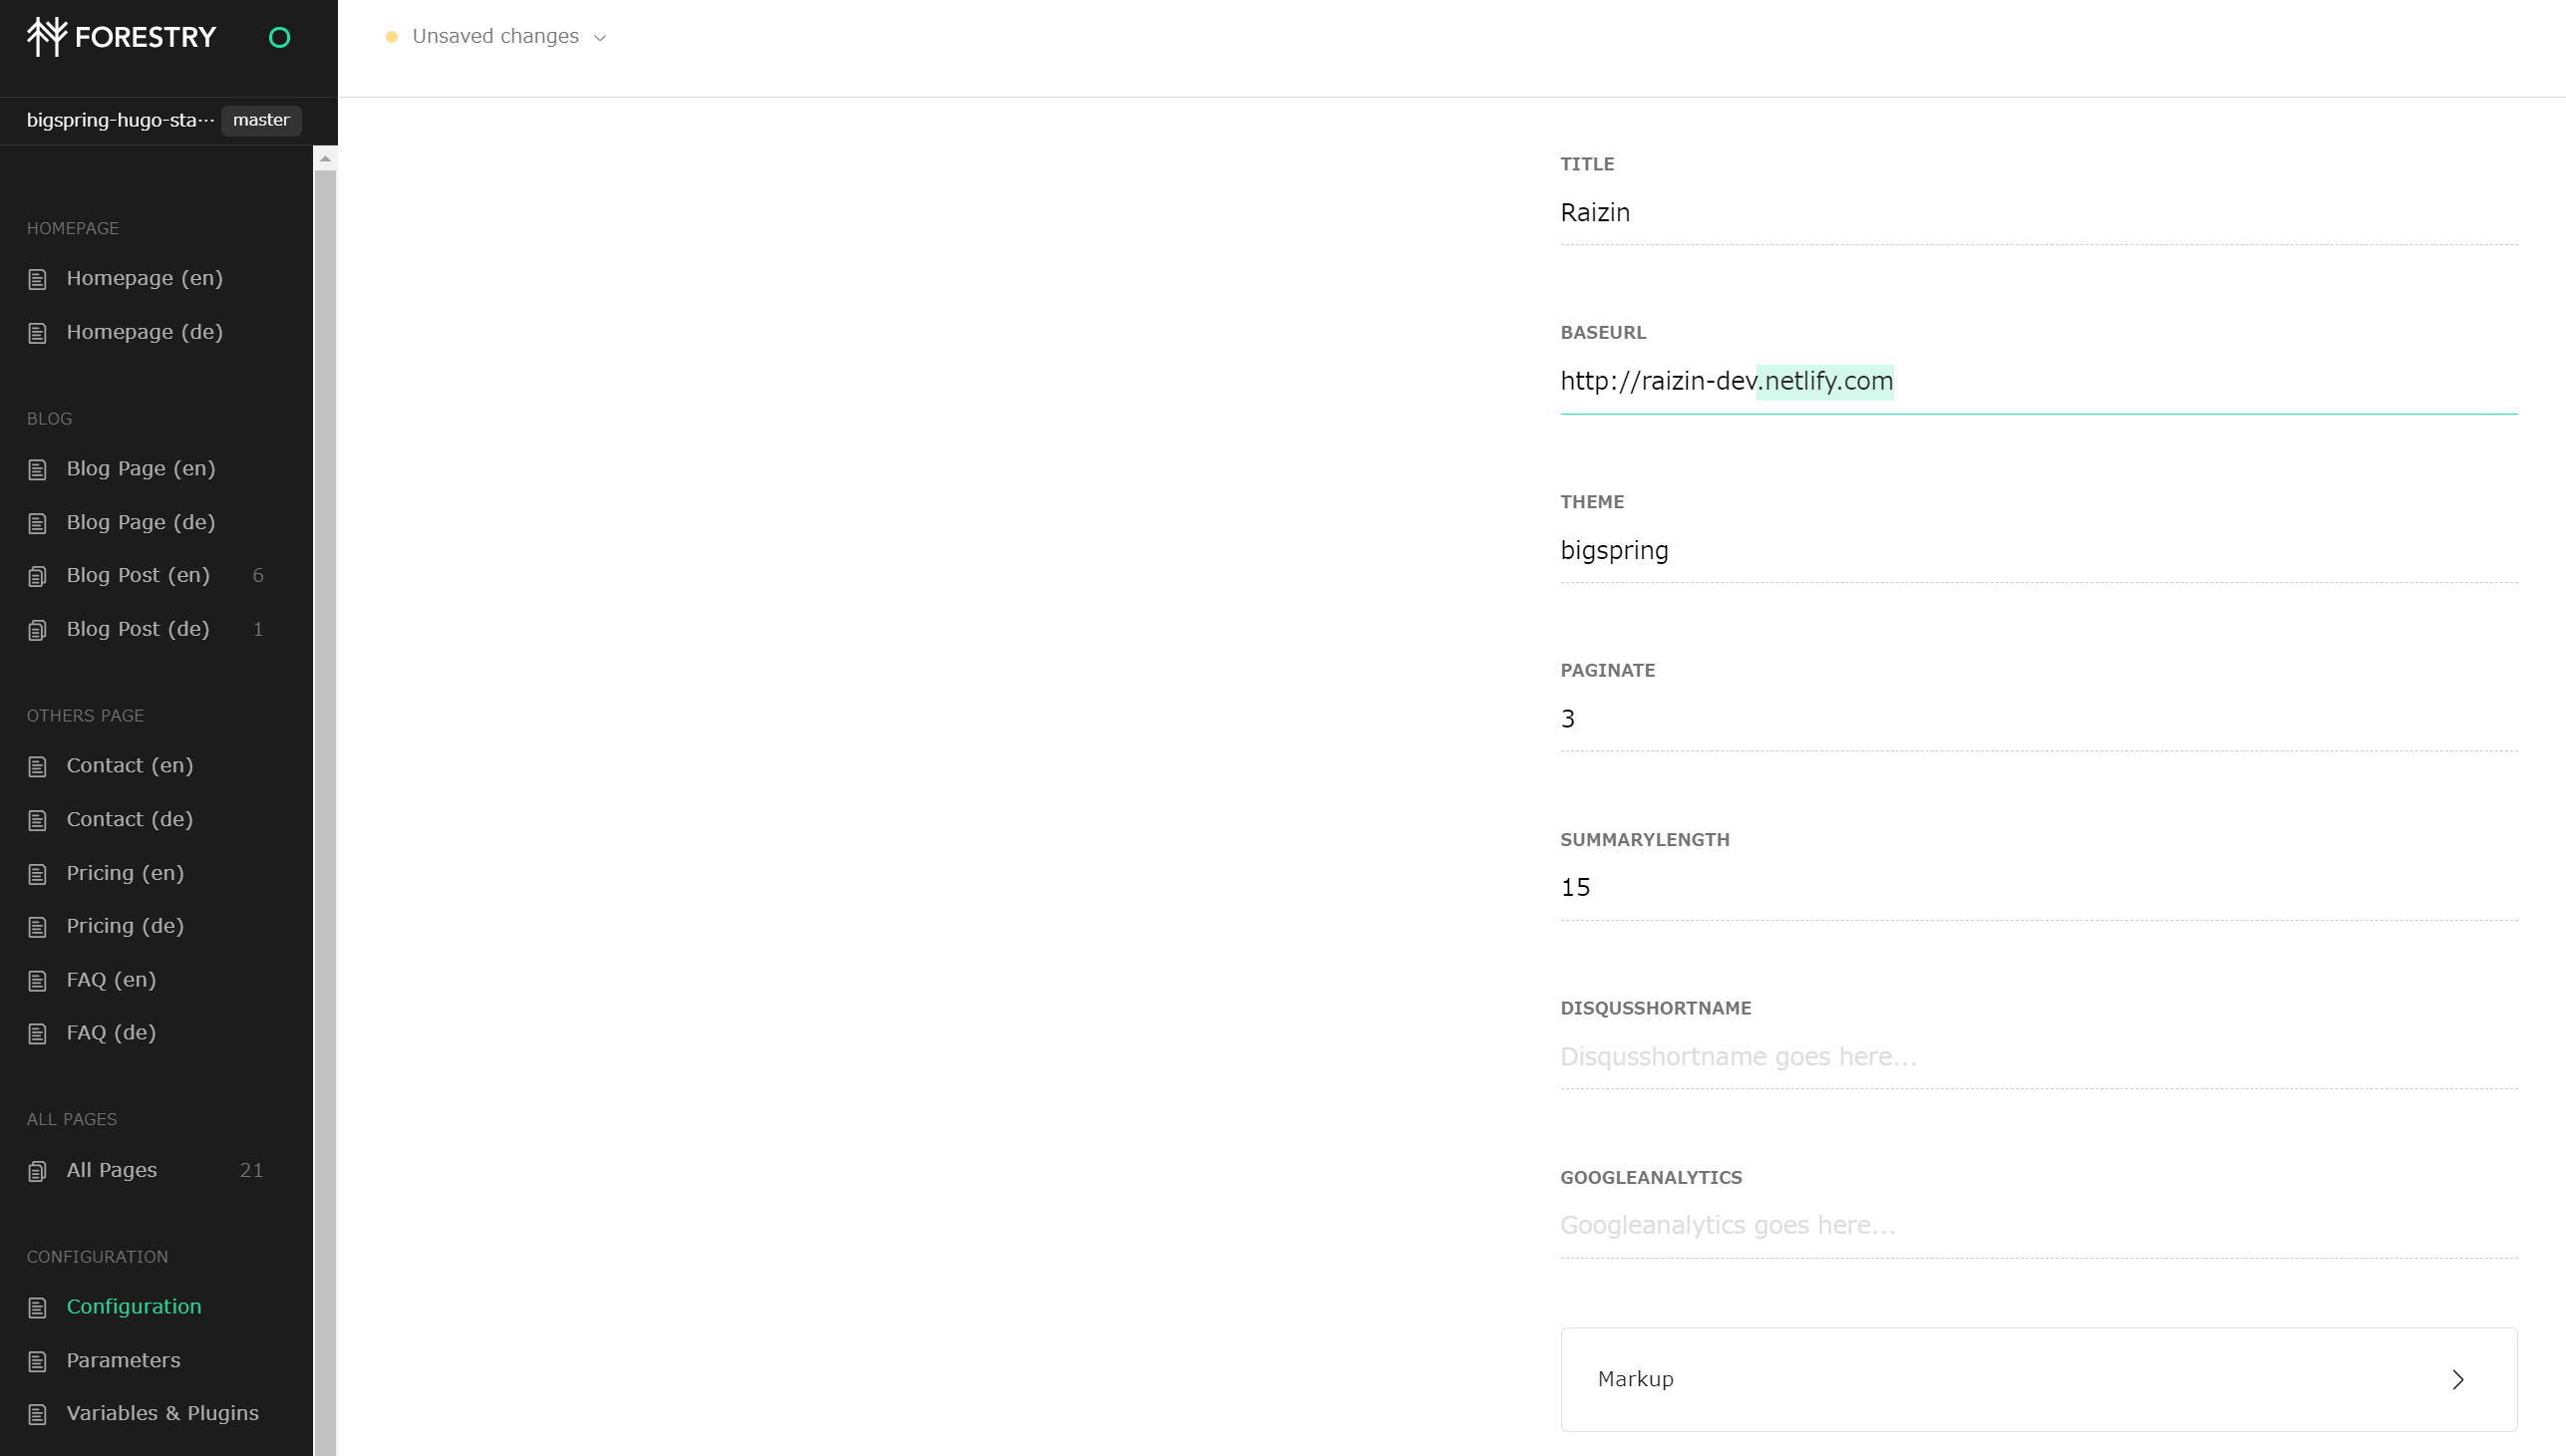 FORESTRY
bigspring-hugo-sta··· master
HOMEPAGE
Homepage (en)
Homepage (de)
BLOG
Blog Page (en)
Blog Page (de)
Blog Post (en) 6
Blog Post (de) 1
OTHERS PAGE
Contact (en)
Contact (de)
Pricing (en)
Pricing (de)
FAQ (en)
FAQ (de)
ALL PAGES
All Pages 21
CONFIGURATION
Configuration
Parameters
Variables & Plugins
Unsaved changes
TITLE
Raizin
BASEURL
http://raizin-dev.netlify.com
THEME
bigspring
PAGINATE
3
SUMMARYLENGTH
15
DISQUSSHORTNAME
Disqusshortname goes here...
GOOGLEANALYTICS
Googleanalytics goes here...
Markup